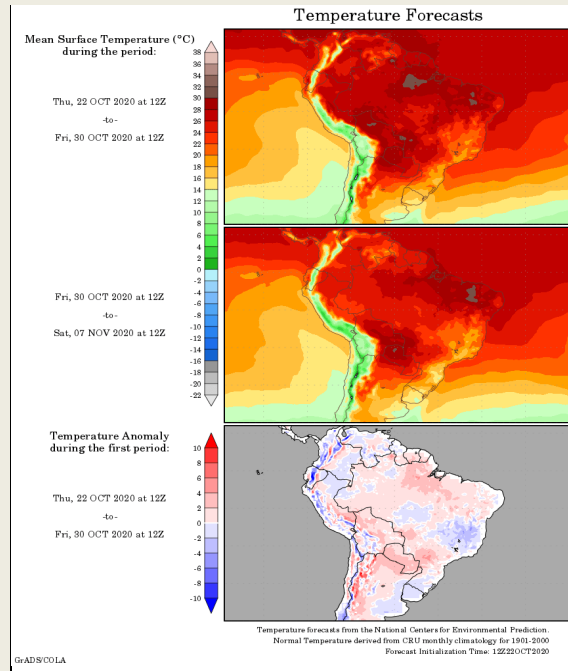 Temperature Forecasts
Mean Surface Temperature (°C)
during the period:
Thu, 22 OCT 2020 at 12Z
-to-
Fri, 30 OCT 2020 at 12Z
38
36
34
32
30
28
26
24
22
20
18
16
14
12
10
8
6
4
2
0
-2
-4
-6
-8
-10
-12
-14
-16
-18
-20
-22
Fri, 30 OCT 2020 at 12Z
-to-
Sat, 07 NOV 2020 at 12Z
Temperature Anomaly
during the first period:
Thu, 22 OCT 2020 at 12Z
-to-
Fri, 30 OCT 2020 at 12Z
10
8
6
4
2
0
-2
-4
-6
-8
-10
Temperature forecasts from the National Centers for Environmental Prediction.
Normal Temperature derived from CRU monthly climatology for 1901-2000
Forecast Initialization Time: 12Z22OCT2020
GrADS/COLA